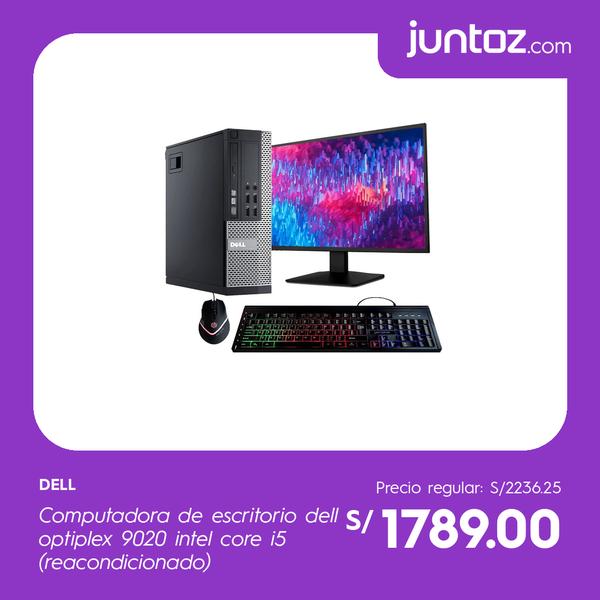 juntoz.com
DELL
DELL
Precio regular: S/2236.25
Computadora de escritorio dell
optiplex 9020 intel core i5
(reacondicionado)
S/ 1789.00